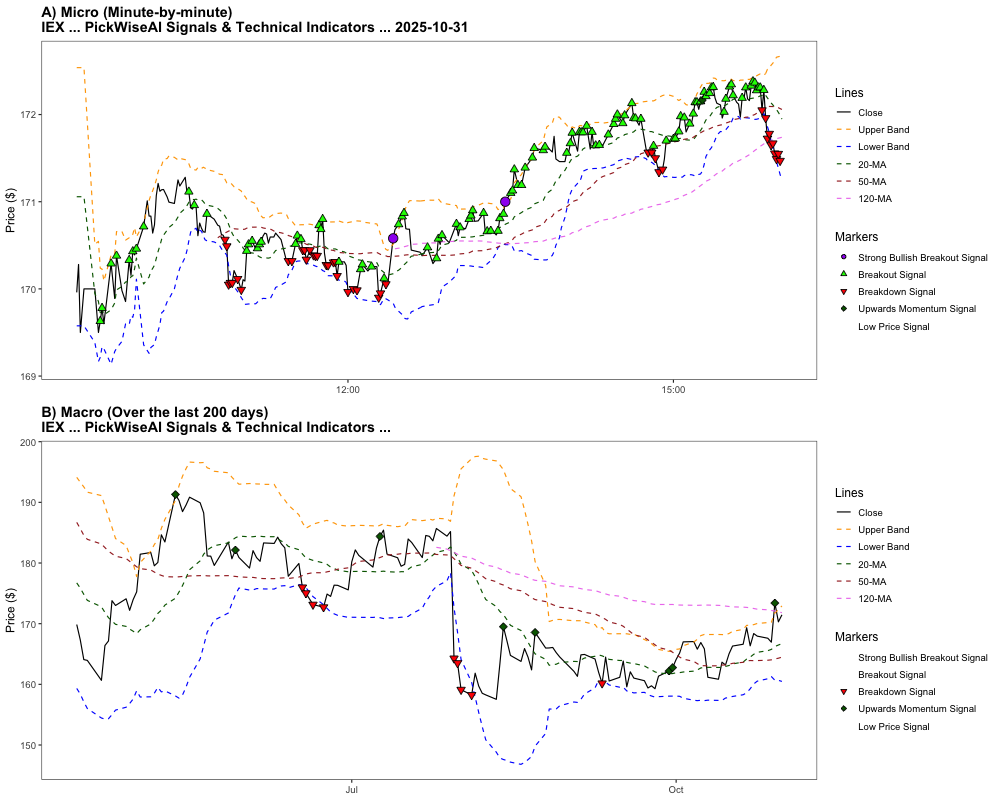 A) Micro (Minute-by-minute)
IEX ... PickWiseAI Signals & Technical Indicators ... 2025-10-31
Price ($)
172
171
170
169
12:00
15:00
Lines
Close
Upper Band
Lower Band
20-MA
50-MA
120-MA
Markers
Strong Bullish Breakout Signal
Breakout Signal
Breakdown Signal
Upwards Momentum Signal
Low Price Signal
B) Macro (Over the last 200 days)
IEX ... PickWiseAI Signals & Technical Indicators ...
Price ($)
200
190
180
170
160
150
Jul
Oct
Lines
Close
Upper Band
Lower Band
20-MA
50-MA
120-MA
Markers
Strong Bullish Breakout Signal
Breakout Signal
Breakdown Signal
Upwards Momentum Signal
Low Price Signal